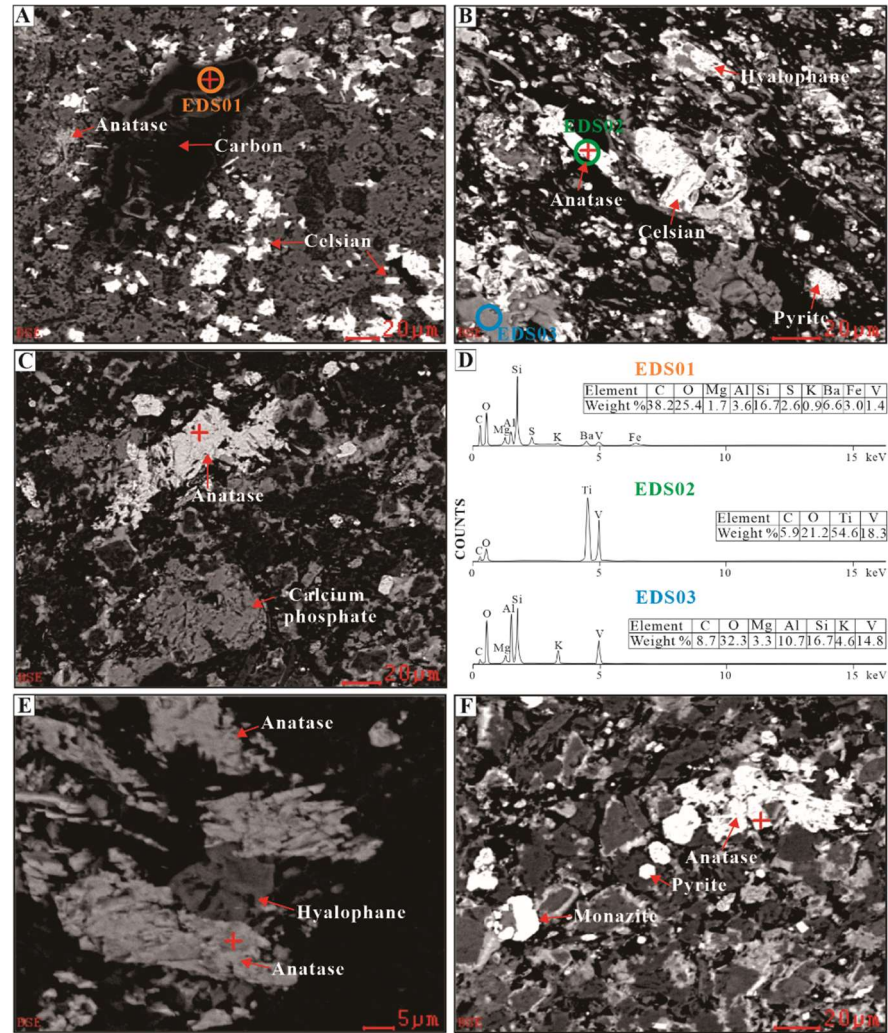 A
EDS01
Anatase
Carbon
Celsian
BSE
20μm
B
Hyalophane
EDS02
Anatase
Celsian
Pyrite
EDS03
BSE
20μm
C
Anatase
Calcium
phosphate
BSE
20μm
D
COUNTS
EDS01
Element C O Mg Al Si S K Ba Fe V
Weight % 38.2 25.4 1.7 3.6 16.7 2.6 0.9 6.6 3.0 1.4
C O Mg Al Si S K Ba V Fe
0 5 10 15 keV
EDS02
Element C O Ti V
Weight % 5.9 21.2 54.6 18.3
C O Ti V
0 5 10 15 keV
EDS03
Element C O Mg Al Si K V
Weight % 8.7 32.3 3.3 10.7 16.7 4.6 14.8
C O Mg Al Si K V
0 5 10 15 keV
E
Anatase
Hyalophane
Anatase
BSE
5μm
F
Anatase
Pyrite
Monazite
BSE
20μm